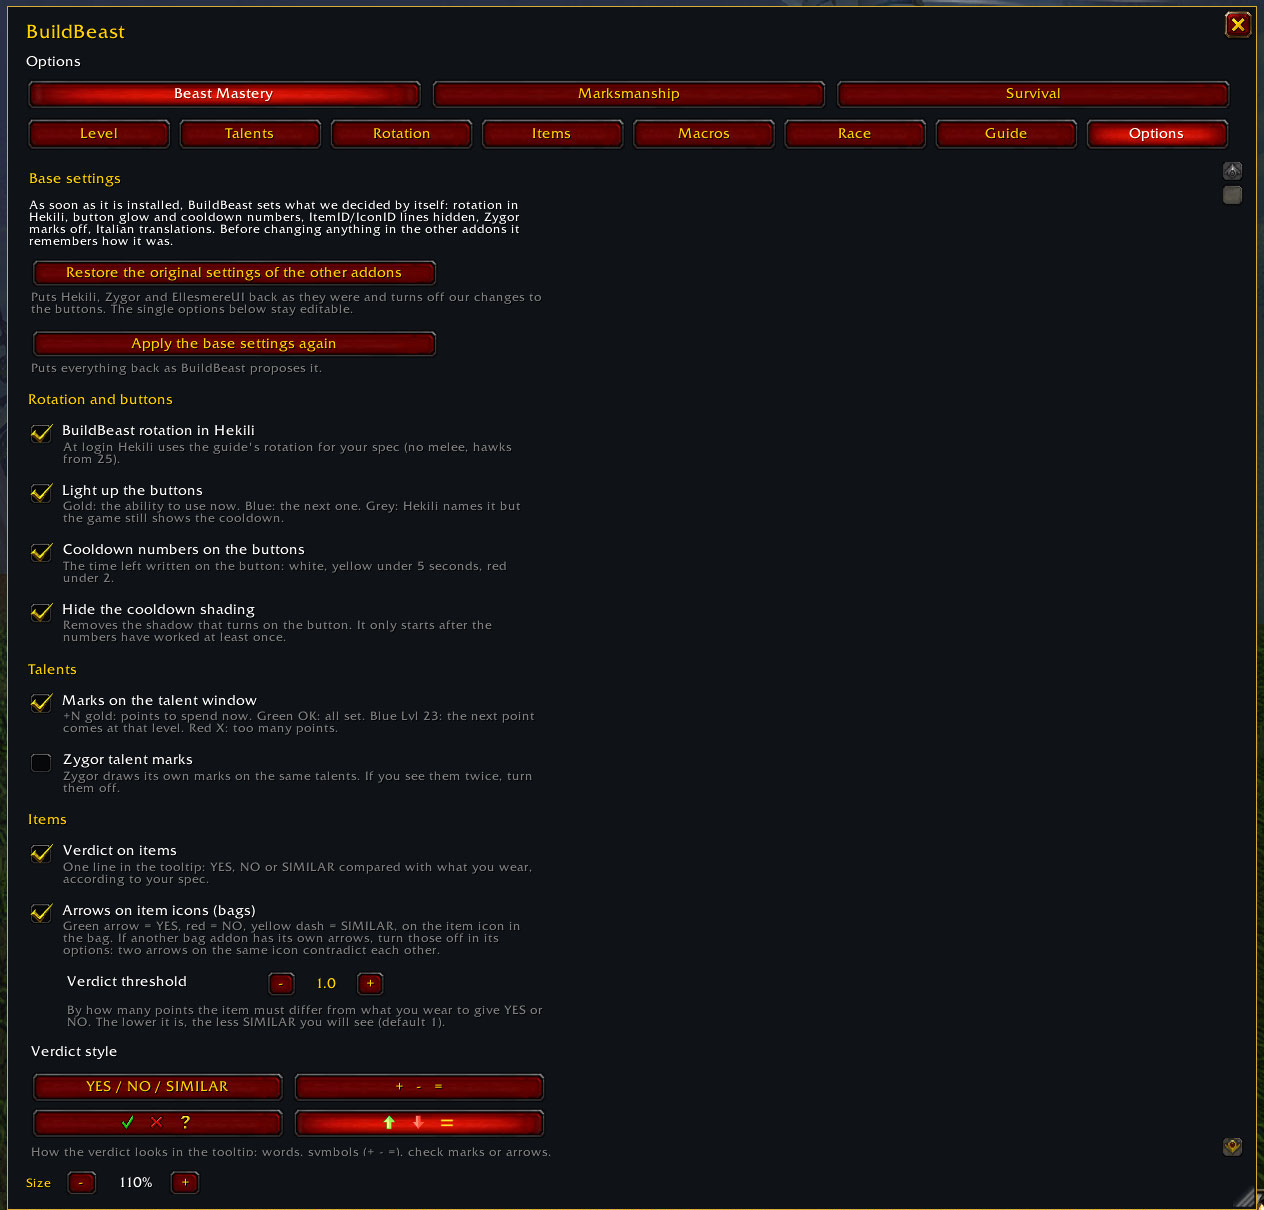 BuildBeast
Options
Beast Mastery Marksmanship Survival
Level Talents Rotation Items Macros Race Guide Options
Base settings
As soon as it is installed, BuildBeast sets what we decided by itself: rotation in
Hekili, button glow and cooldown numbers, ItemID/IconID lines hidden, Zygor
marks off, Italian translations. Before changing anything in the other addons it
remembers how it was.
Restore the original settings of the other addons
Puts Hekili, Zygor and EllesmereUI back as they were and turns off our changes to
the buttons. The single options below stay editable.
Apply the base settings again
Puts everything back as BuildBeast proposes it.
Rotation and buttons
BuildBeast rotation in Hekili
At login Hekili uses the guide's rotation for your spec (no melee, hawks
from 25).
Light up the buttons
Gold: the ability to use now. Blue: the next one. Grey: Hekili names it but
the game still shows the cooldown.
Cooldown numbers on the buttons
The time left written on the button: white, yellow under 5 seconds, red
under 2.
Hide the cooldown shading
Removes the shadow that turns on the button. It only starts after the
numbers have worked at least once.
Talents
Marks on the talent window
+N gold: points to spend now. Green OK: all set. Blue Lvl 23: the next point
comes at that level. Red X: too many points.
Zygor talent marks
Zygor draws its own marks on the same talents. If you see them twice, turn
them off.
Items
Verdict on items
One line in the tooltip: YES, NO or SIMILAR compared with what you wear,
according to your spec.
Arrows on item icons (bags)
Green arrow = YES, red = NO, yellow dash = SIMILAR, on the item icon in
the bag. If another bag addon has its own arrows, turn those off in its
options: two arrows on the same icon contradict each other.
Verdict threshold - 1.0 +
By how many points the item must differ from what you wear to give YES or
NO. The lower it is, the less SIMILAR you will see (default 1).
Verdict style
YES / NO / SIMILAR + - =
? =
How the verdict looks in the tooltip: words, symbols (+ - =), check marks or arrows.
Size - 110% +